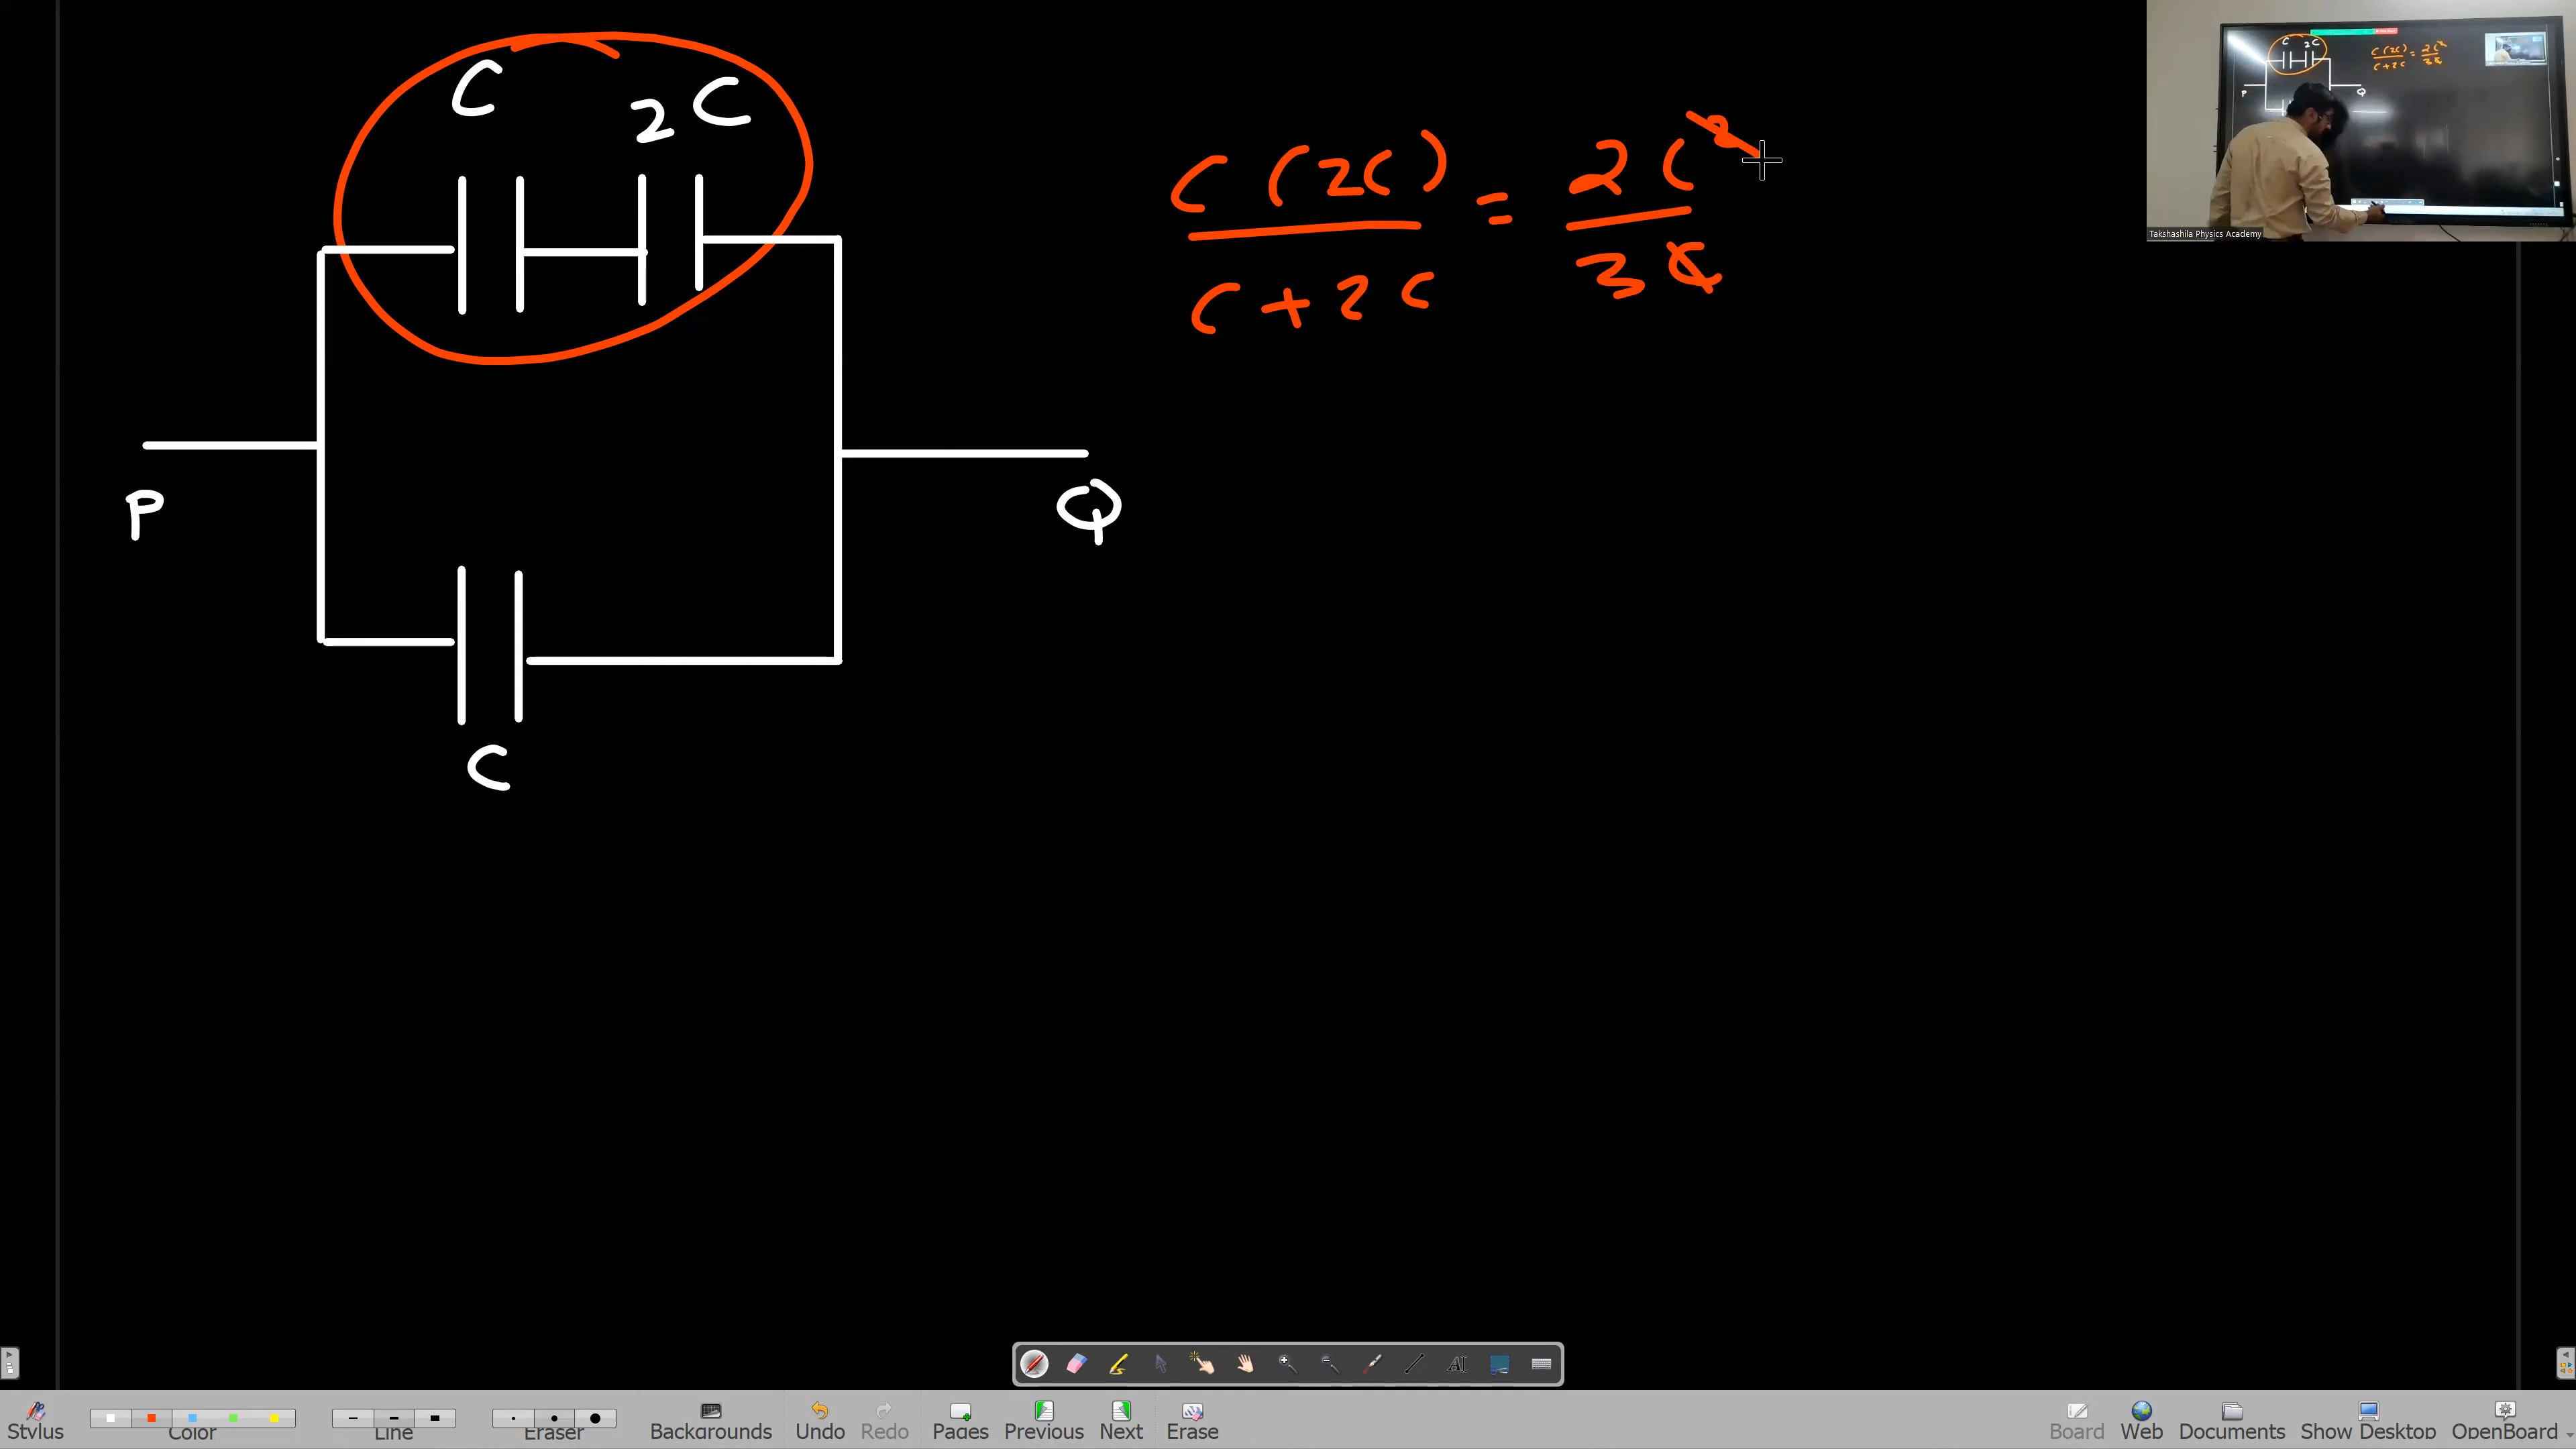 C
2C
C (2C) = 2C²
C + 2C 3C
P
Q
C
Takshashila Physics Academy
Stylus
Color
Line
Eraser
Backgrounds
Undo
Redo
Pages
Previous
Next
Erase
Board
Web
Documents
Show Desktop
OpenBoard